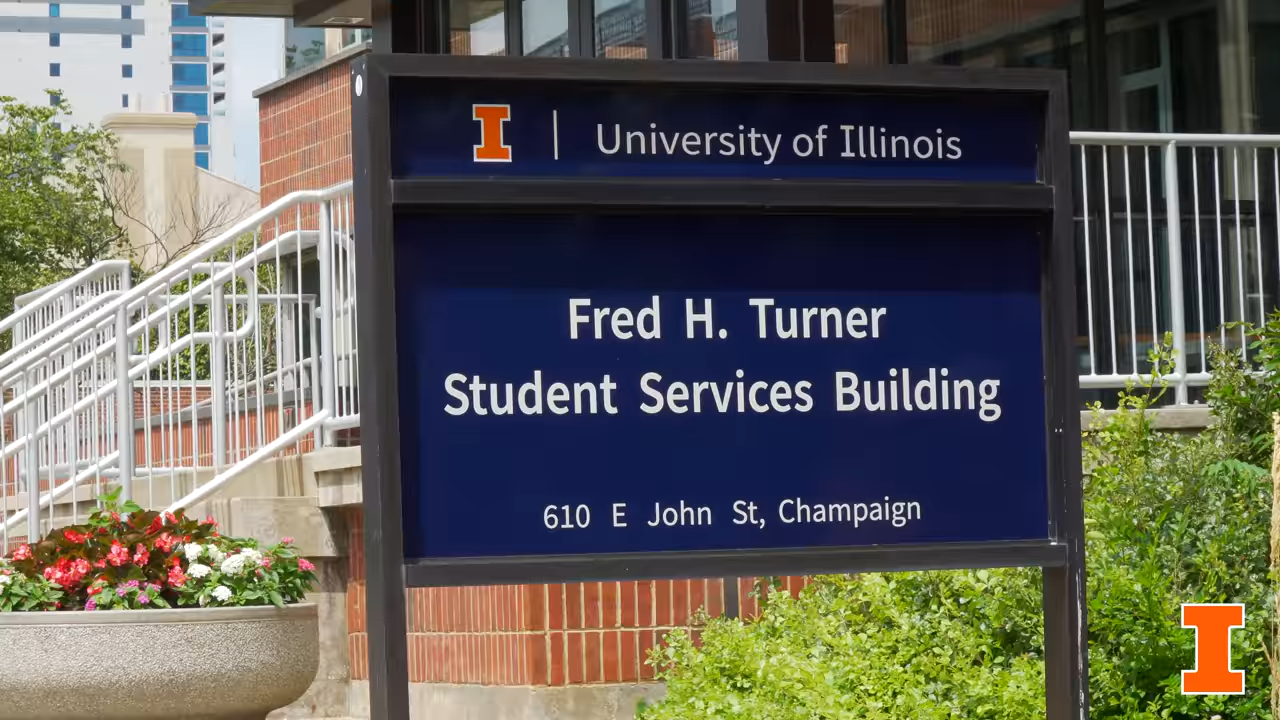 I | University of Illinois
Fred H. Turner
Student Services Building
610 E John St, Champaign
I